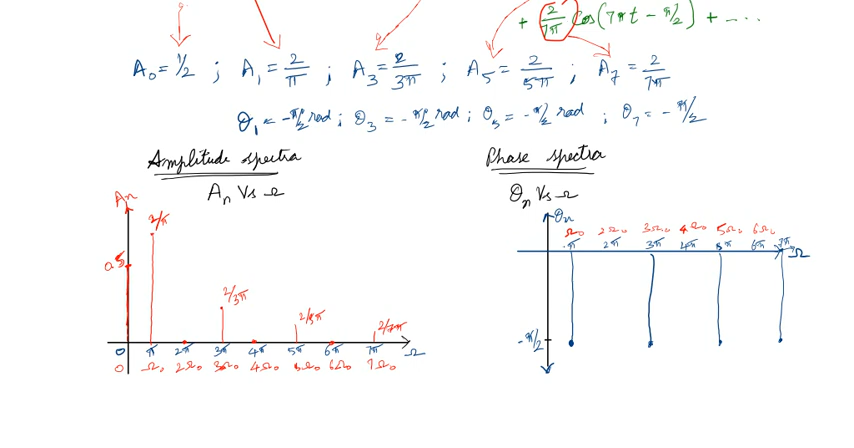 + 2/7π Cos(7πt − π/2) + ....
A₀ = 1/2 ; A₁ = 2/π ; A₃ = 2/3π ; A₅ = 2/5π ; A₇ = 2/7π
θ₁ = −π/2 rad ; θ₃ = −π/2 rad ; θ₅ = −π/2 rad ; θ₇ = −π/2
Amplitude spectra
Aₙ Vs Ω
Aₙ
2/π
0.5
2/3π
2/5π
2/7π
0 π 2π 3π 4π 5π 6π 7π Ω
0 Ω₀ 2Ω₀ 3Ω₀ 4Ω₀ 5Ω₀ 6Ω₀ 7Ω₀
Phase spectra
θₙ Vs Ω
θₙ
Ω₀ 2Ω₀ 3Ω₀ 4Ω₀ 5Ω₀ 6Ω₀
π 2π 3π 4π 5π 6π 7π Ω
−π/2